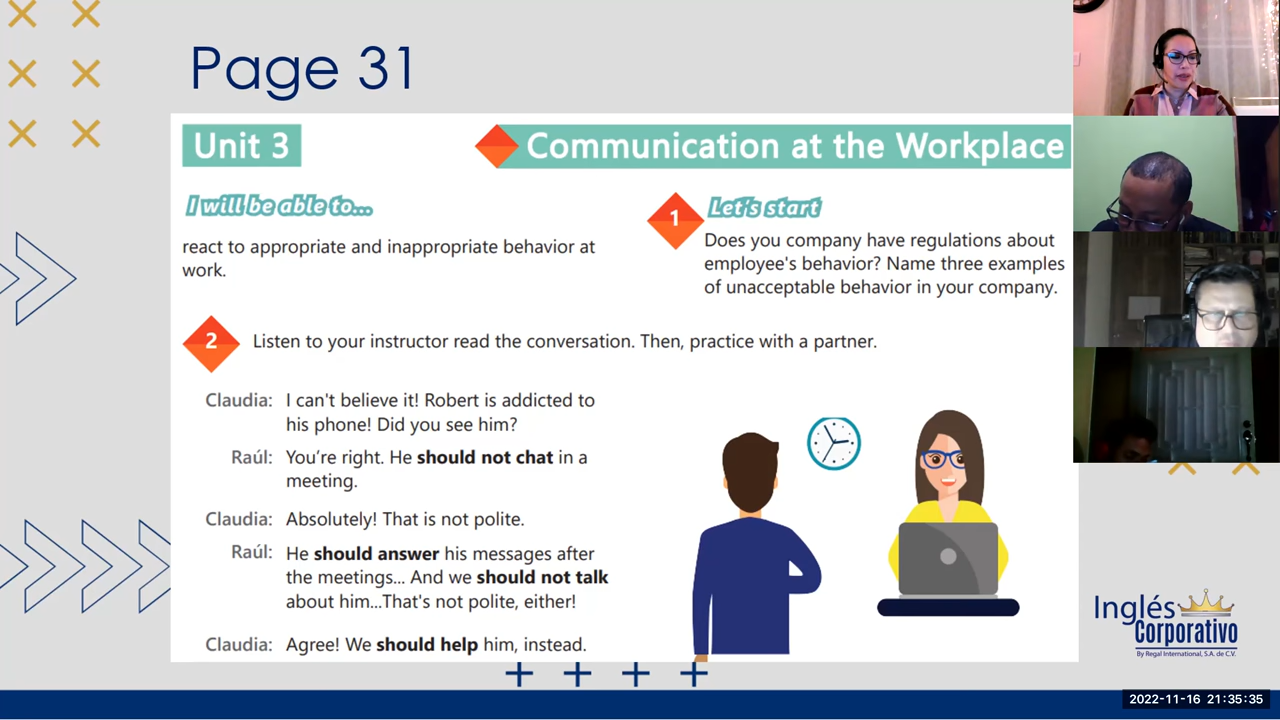 Page 31
Unit 3
Communication at the Workplace
I will be able to...
react to appropriate and inappropriate behavior at
work.
1
Let's start
Does you company have regulations about
employee's behavior? Name three examples
of unacceptable behavior in your company.
2
Listen to your instructor read the conversation. Then, practice with a partner.
Claudia: I can't believe it! Robert is addicted to
his phone! Did you see him?
Raúl: You're right. He should not chat in a
meeting.
Claudia: Absolutely! That is not polite.
Raúl: He should answer his messages after
the meetings... And we should not talk
about him...That's not polite, either!
Claudia: Agree! We should help him, instead.
Inglés
Corporativo
By Regal International, S.A. de C.V.
2022-11-16 21:35:35